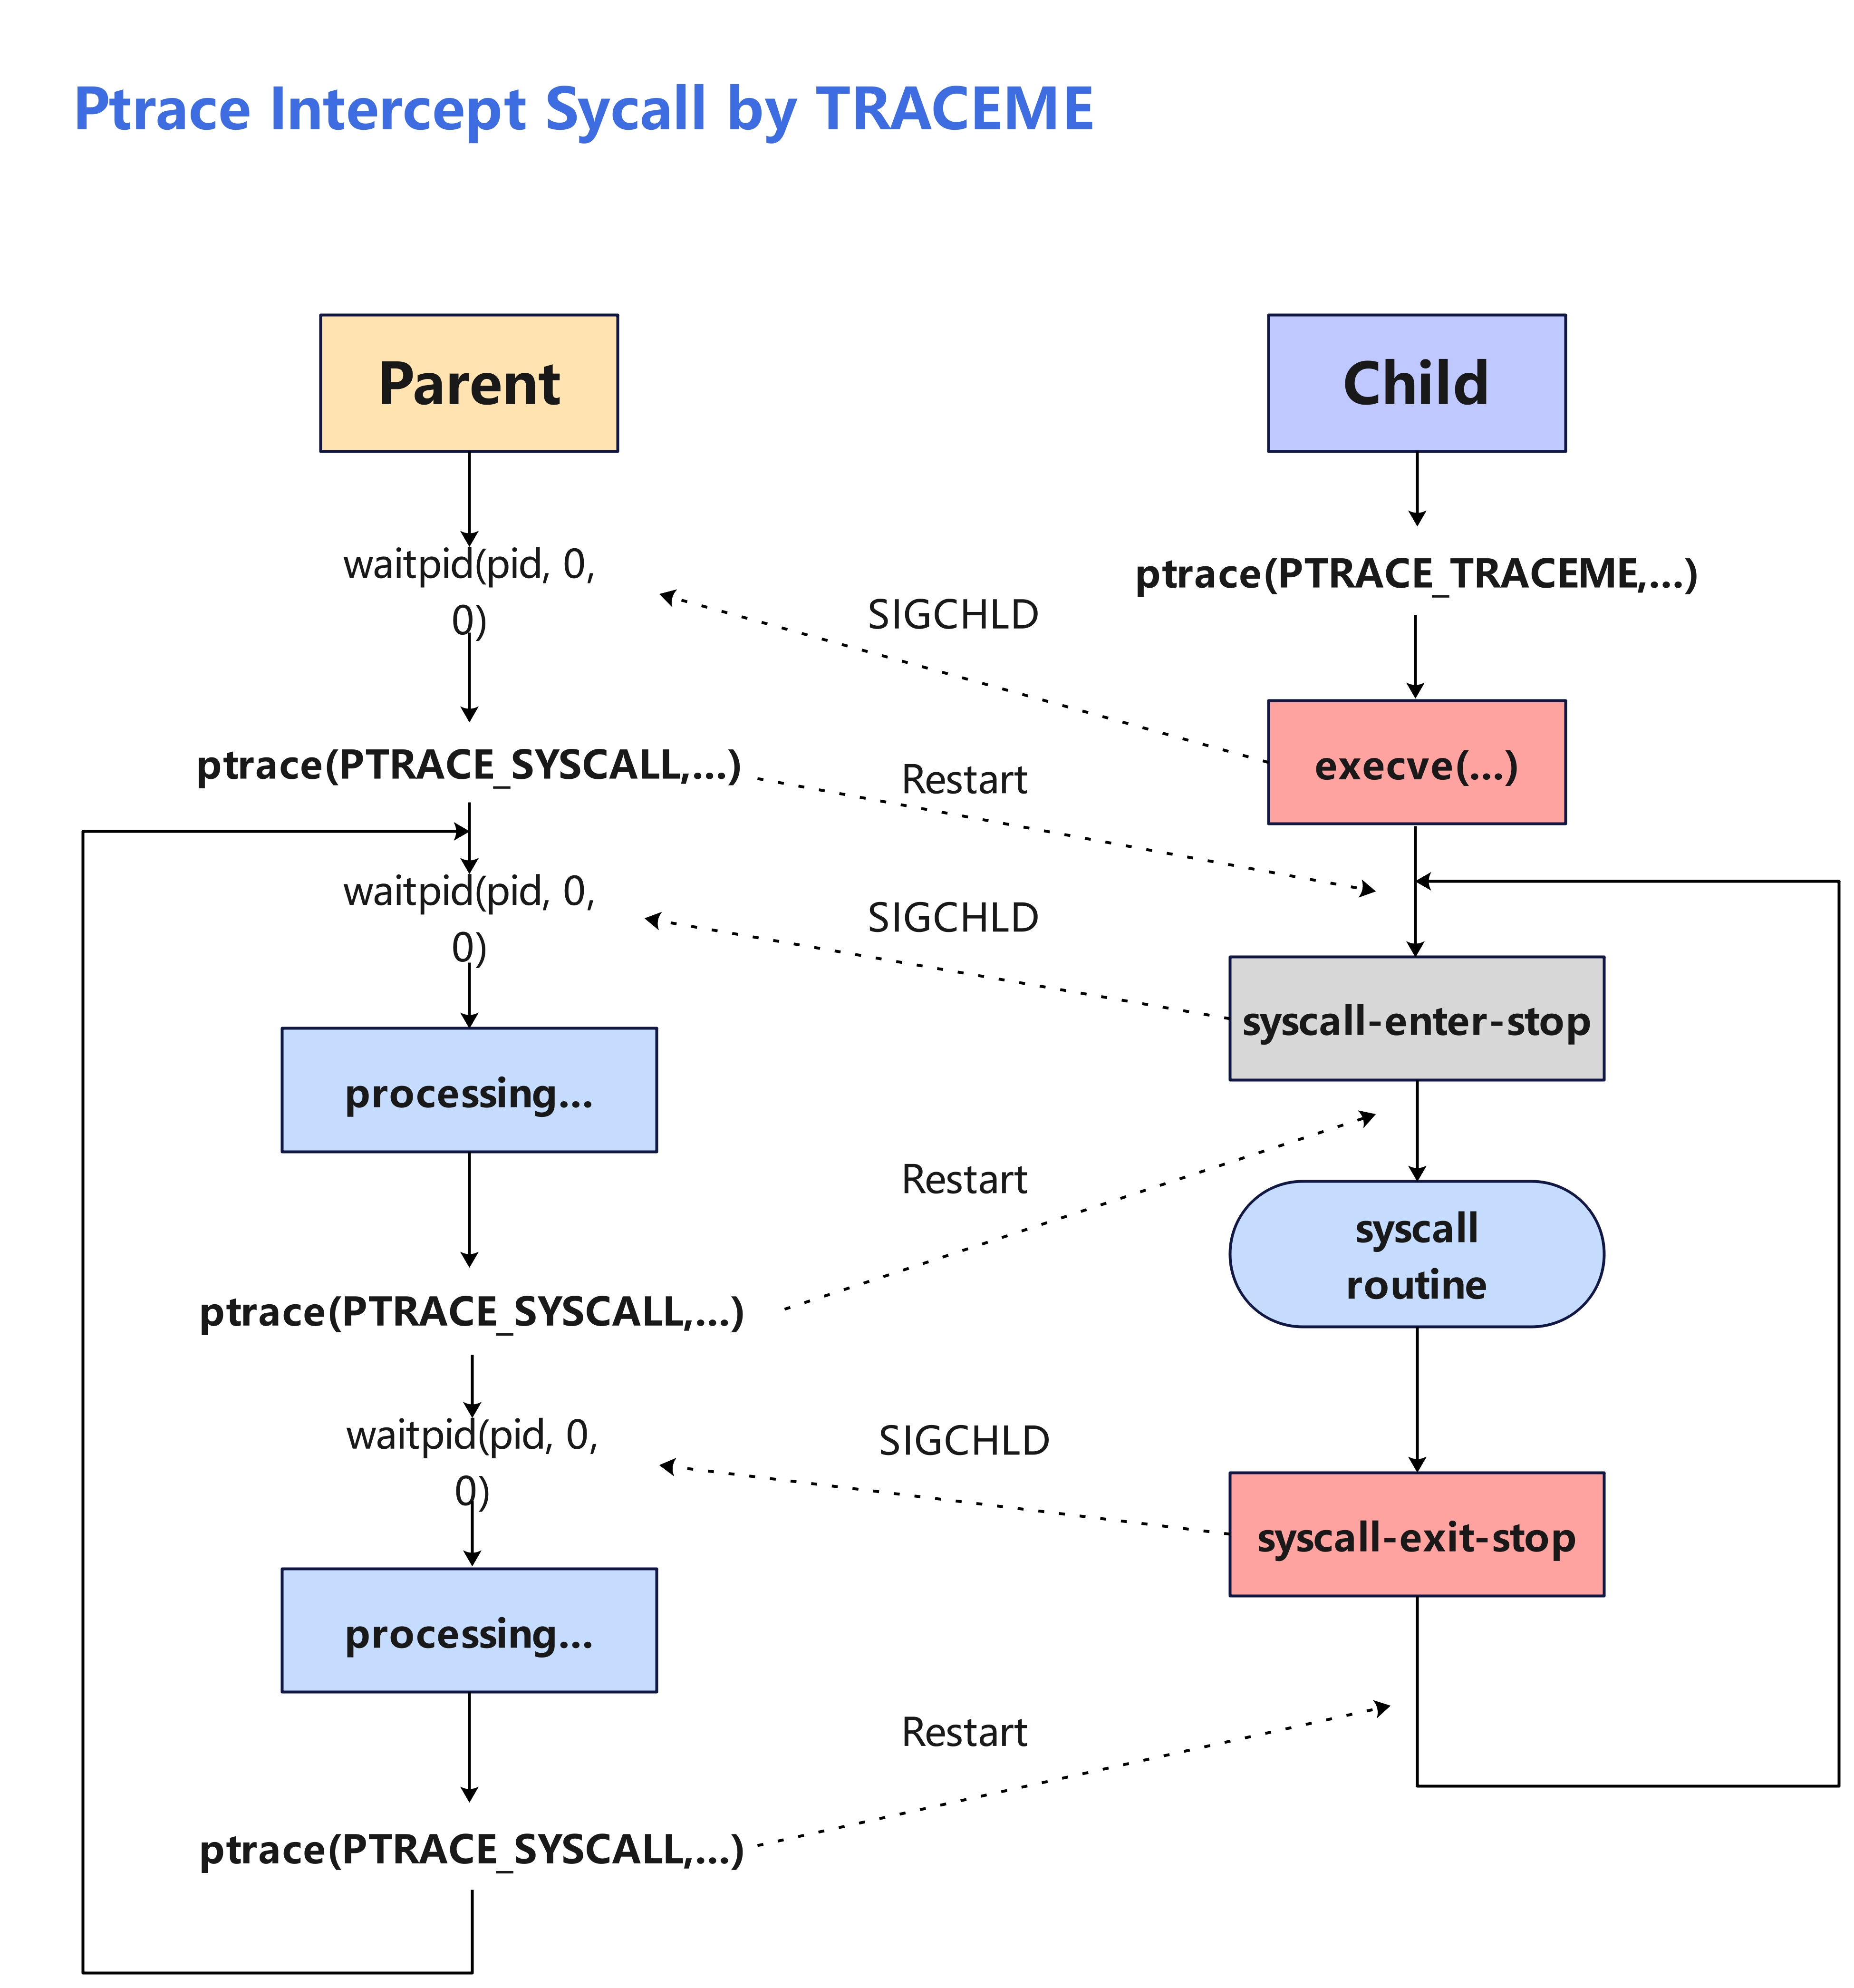 Ptrace Intercept Sycall by TRACEME
Parent
Child
waitpid(pid, 0,
0)
ptrace(PTRACE_TRACEME,...)
SIGCHLD
ptrace(PTRACE_SYSCALL,...)
Restart
execve(...)
waitpid(pid, 0,
0)
SIGCHLD
syscall-enter-stop
processing...
Restart
syscall
routine
ptrace(PTRACE_SYSCALL,...)
waitpid(pid, 0,
0)
SIGCHLD
syscall-exit-stop
processing...
Restart
ptrace(PTRACE_SYSCALL,...)